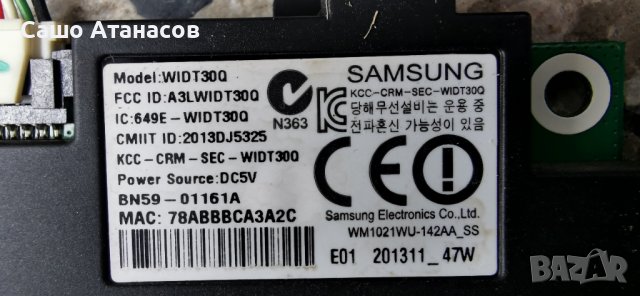 Сашо Атанасов
Model:WIDT30Q
FCC ID:A3LWIDT30Q
IC:649E-WIDT30Q
CMIIT ID:2013DJ5325
KCC-CRM-SEC-WIDT30Q
Power Source:DC5V
BN59-01161A
MAC: 78ABBBCA3A2C
N363
SAMSUNG
KCC-CRM-SEC-WIDT30Q
당해무선설비는 운용 중
전파혼신 가능성이 있음
CE
Samsung Electronics Co.,Ltd.
WM1021WU-142AA_SS
E01 201311_47W
BAZAR.bg